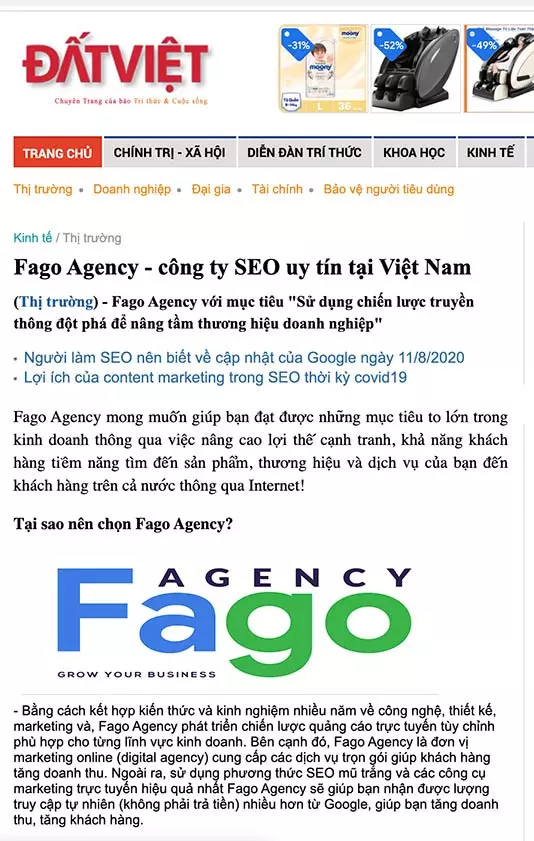 ĐẤTVIỆT
Chuyên Trang của báo Tri thức & Cuộc sống
-31%
moony
L 36
-52%
-49%
TRANG CHỦ CHÍNH TRỊ - XÃ HỘI DIỄN ĐÀN TRÍ THỨC KHOA HỌC KINH TẾ
Thị trường • Doanh nghiệp • Đại gia • Tài chính • Bảo vệ người tiêu dùng
Kinh tế / Thị trường
Fago Agency - công ty SEO uy tín tại Việt Nam
(Thị trường) - Fago Agency với mục tiêu "Sử dụng chiến lược truyền
thông đột phá để nâng tầm thương hiệu doanh nghiệp"
• Người làm SEO nên biết về cập nhật của Google ngày 11/8/2020
• Lợi ích của content marketing trong SEO thời kỳ covid19
Fago Agency mong muốn giúp bạn đạt được những mục tiêu to lớn trong
kinh doanh thông qua việc nâng cao lợi thế cạnh tranh, khả năng khách
hàng tiềm năng tìm đến sản phẩm, thương hiệu và dịch vụ của bạn đến
khách hàng trên cả nước thông qua Internet!
Tại sao nên chọn Fago Agency?
AGENCY
Fago
GROW YOUR BUSINESS
- Bằng cách kết hợp kiến thức và kinh nghiệm nhiều năm về công nghệ, thiết kế,
marketing và, Fago Agency phát triển chiến lược quảng cáo trực tuyến tùy chỉnh
phù hợp cho từng lĩnh vực kinh doanh. Bên cạnh đó, Fago Agency là đơn vị
marketing online (digital agency) cung cấp các dịch vụ trọn gói giúp khách hàng
tăng doanh thu. Ngoài ra, sử dụng phương thức SEO mũ trắng và các công cụ
marketing trực tuyến hiệu quả nhất Fago Agency sẽ giúp bạn nhận được lượng
truy cập tự nhiên (không phải trả tiền) nhiều hơn từ Google, giúp bạn tăng doanh
thu, tăng khách hàng.